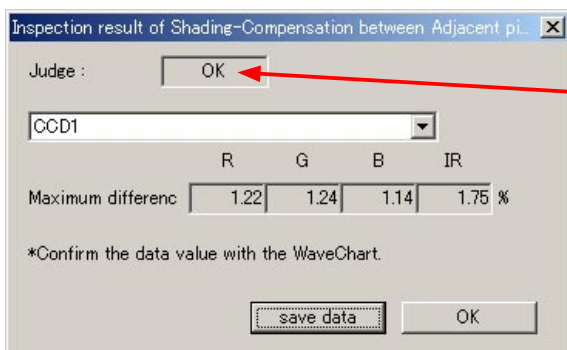 Inspection result of Shading-Compensation between Adjacent pi...
Judge : OK
CCD1
R G B IR
Maximum differenc 1.22 1.24 1.14 1.75 %
*Confirm the data value with the WaveChart.
save data OK